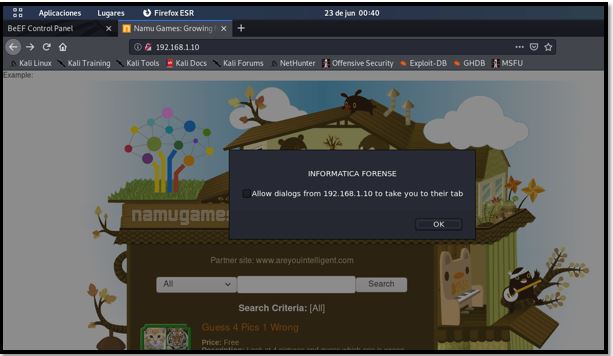 Aplicaciones Lugares Firefox ESR 23 de jun 00:40
BeEF Control Panel Namu Games: Growing
192.168.1.10
Kali Linux Kali Training Kali Tools Kali Docs Kali Forums NetHunter Offensive Security Exploit-DB GHDB MSFU
Example:
INFORMATICA FORENSE
Allow dialogs from 192.168.1.10 to take you to their tab
OK
namugames
Partner site: www.areyouintelligent.com
All Search
Search Criteria: [All]
Guess 4 Pics 1 Wrong
Price: Free